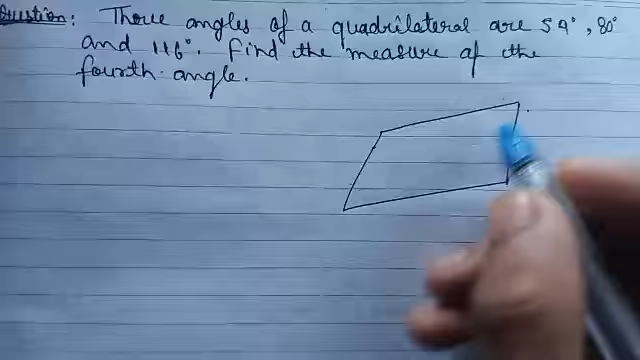 Question: Three angles of a quadrilateral are 54°, 80°
and 116°. Find the measure of the
fourth angle.